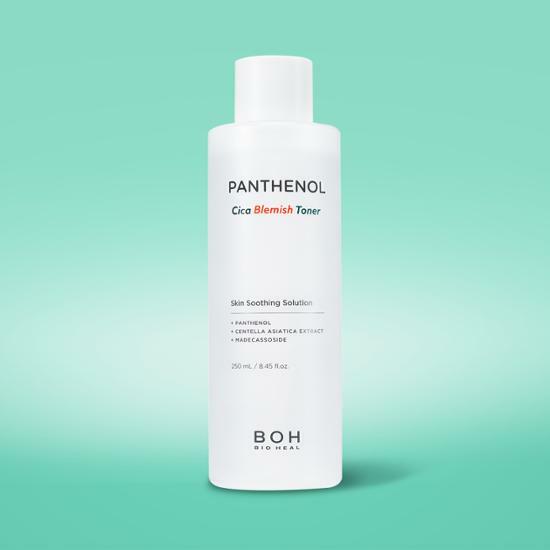 PANTHENOL
Cica Blemish Toner
Skin Soothing Solution
• PANTHENOL
• CENTELLA ASIATICA EXTRACT
• MADECASSOSIDE
250 mL / 8.45 fl.oz.
BOH
BIO HEAL